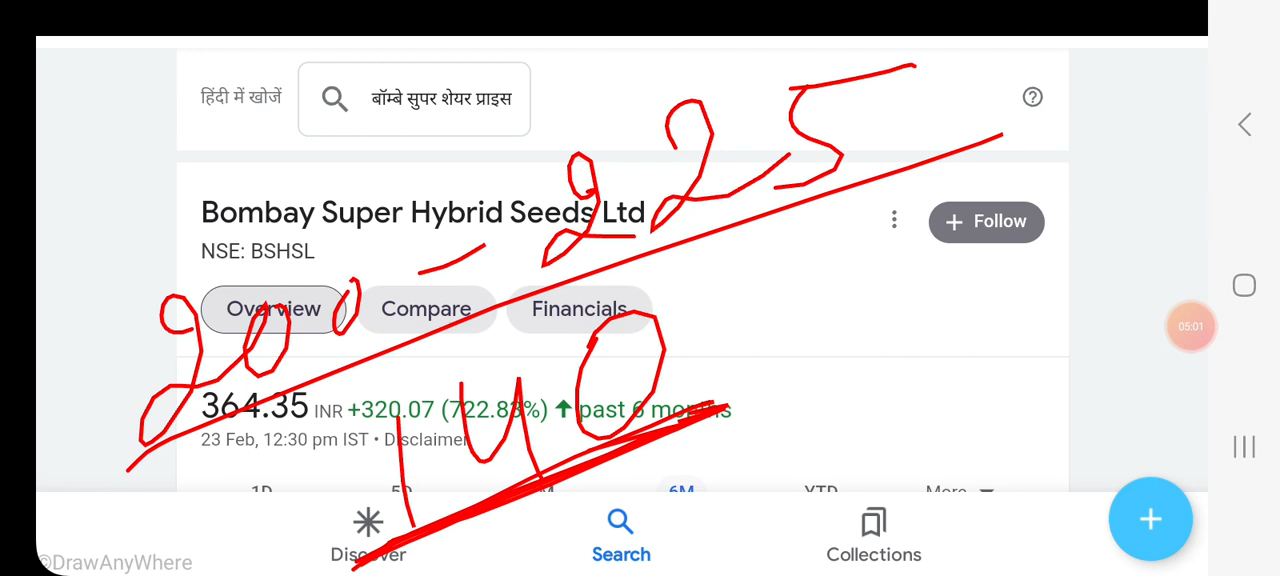 हिंदी में खोजें
बॉम्बे सुपर शेयर प्राइस
Bombay Super Hybrid Seeds Ltd
NSE: BSHSL
200 - 2225
Overview
Compare
Financials
364.35 INR +320.07 (722.83%) ↑ past 6 months
23 Feb, 12:30 pm IST • Disclaimer
140
1D
5D
6M
YTD
More
05:01
Discover
Search
Collections
©DrawAnyWhere
+ Follow